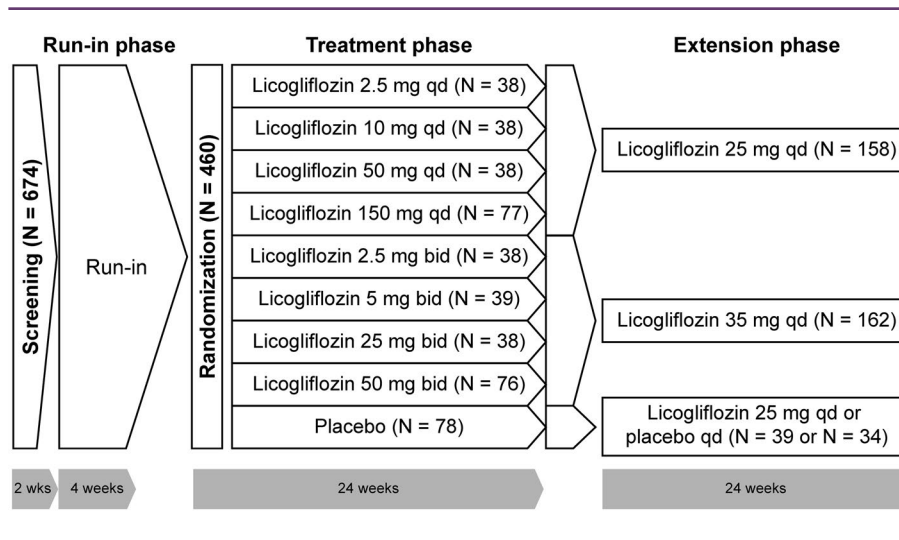 Run-in phase
Treatment phase
Extension phase
Screening (N = 674)
Run-in
Randomization (N = 460)
Licogliflozin 2.5 mg qd (N = 38)
Licogliflozin 10 mg qd (N = 38)
Licogliflozin 50 mg qd (N = 38)
Licogliflozin 150 mg qd (N = 77)
Licogliflozin 2.5 mg bid (N = 38)
Licogliflozin 5 mg bid (N = 39)
Licogliflozin 25 mg bid (N = 38)
Licogliflozin 50 mg bid (N = 76)
Placebo (N = 78)
Licogliflozin 25 mg qd (N = 158)
Licogliflozin 35 mg qd (N = 162)
Licogliflozin 25 mg qd or
placebo qd (N = 39 or N = 34)
2 wks
4 weeks
24 weeks
24 weeks